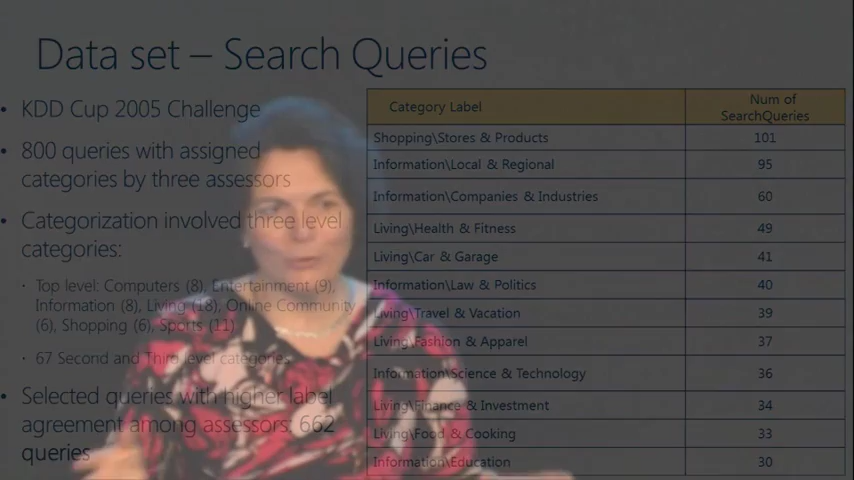 Data set – Search Queries
• KDD Cup 2005 Challenge
• 800 queries with assigned
categories by three assessors
• Categorization involved three level
categories:
· Top level: Computers (8), Entertainment (9),
Information (8), Living (18), Online Community
(6), Shopping (6), Sports (11)
· 67 Second and Third level categories
• Selected queries with higher label
agreement among assessors: 662
queries
Category Label Num of
SearchQueries
Shopping\Stores & Products 101
Information\Local & Regional 95
Information\Companies & Industries 60
Living\Health & Fitness 49
Living\Car & Garage 41
Information\Law & Politics 40
Living\Travel & Vacation 39
Living\Fashion & Apparel 37
Information\Science & Technology 36
Living\Finance & Investment 34
Living\Food & Cooking 33
Information\Education 30